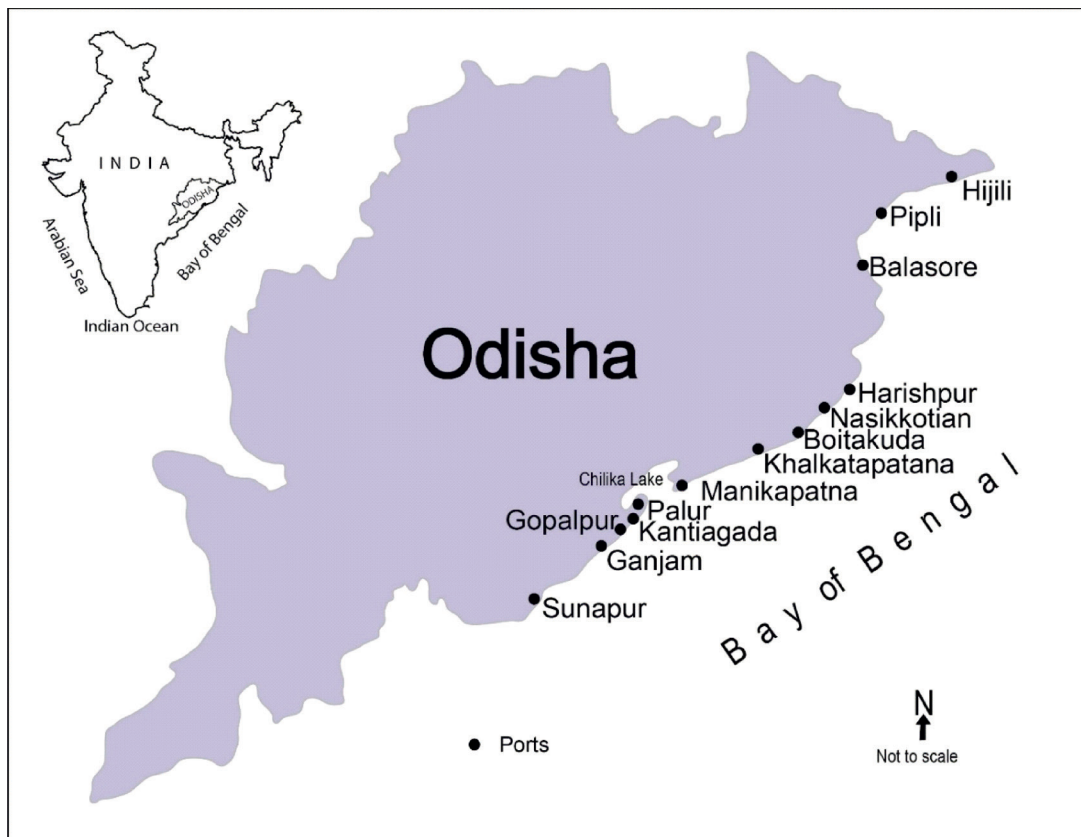 INDIA
ODISHA
Arabian Sea
Bay of Bengal
Indian Ocean
Hijili
Pipli
Balasore
Odisha
Harishpur
Nasikkotian
Boitakuda
Khalkatapatana
Chilika Lake
Manikapatna
Palur
Gopalpur
Kantiagada
Ganjam
Sunapur
Bay of Bengal
N
Not to scale
Ports